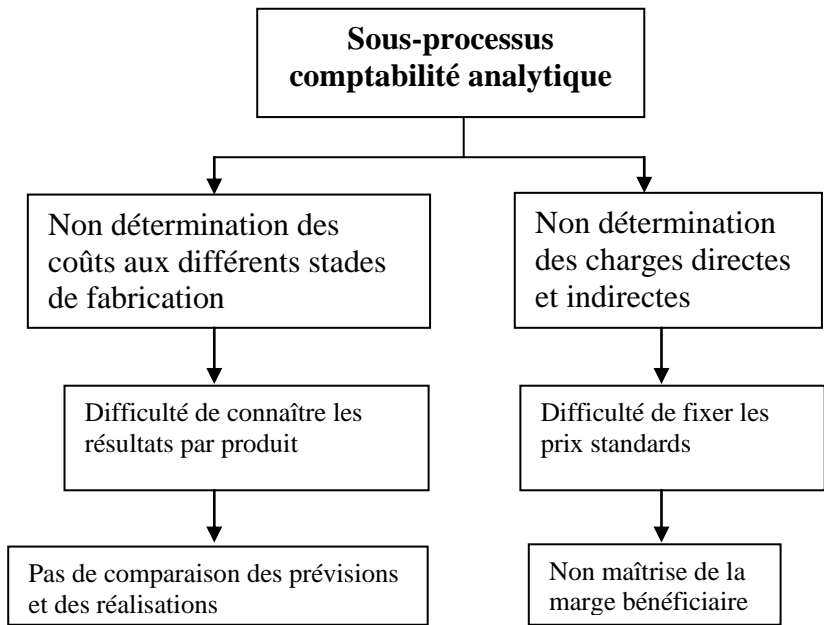 Sous-processus
comptabilité analytique
Non détermination des
coûts aux différents stades
de fabrication
Non détermination
des charges directes
et indirectes
Difficulté de connaître les
résultats par produit
Difficulté de fixer les
prix standards
Pas de comparaison des prévisions
et des réalisations
Non maîtrise de la
marge bénéficiaire